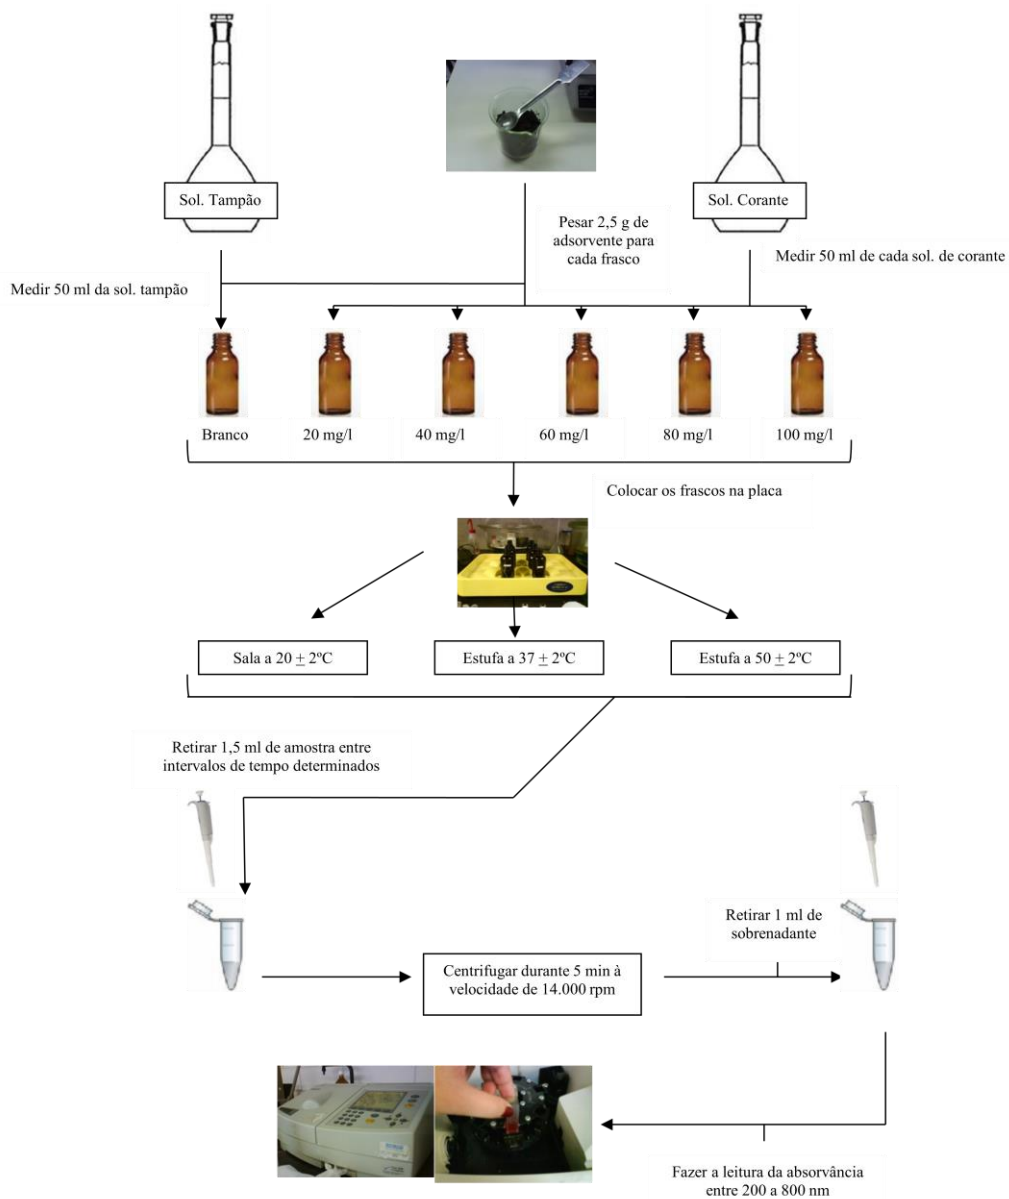 Sol. Tampão
Sol. Corante
Pesar 2,5 g de
adsorvente para
cada frasco
Medir 50 ml da sol. tampão
Medir 50 ml de cada sol. de corante
Branco
20 mg/l
40 mg/l
60 mg/l
80 mg/l
100 mg/l
Colocar os frascos na placa
Sala a 20 ± 2ºC
Estufa a 37 ± 2ºC
Estufa a 50 ± 2ºC
Retirar 1,5 ml de amostra entre
intervalos de tempo determinados
Retirar 1 ml de
sobrenadante
Centrifugar durante 5 min à
velocidade de 14.000 rpm
Fazer a leitura da absorvância
entre 200 a 800 nm